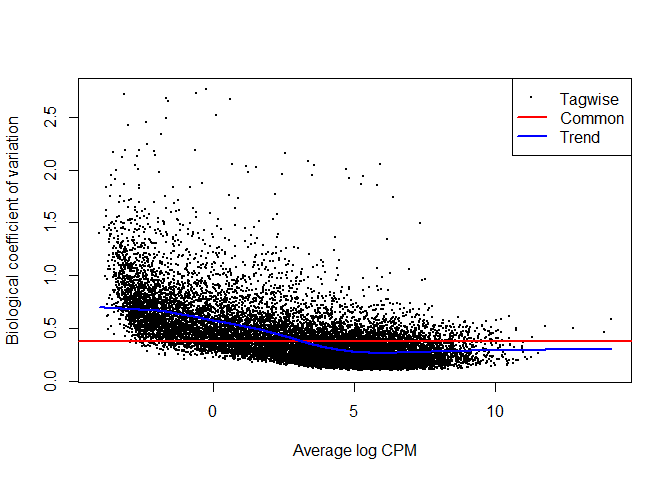 Tagwise
Common
Trend
Biological coefficient of variation
2.5
2.0
1.5
1.0
0.5
0.0
0 5 10
Average log CPM